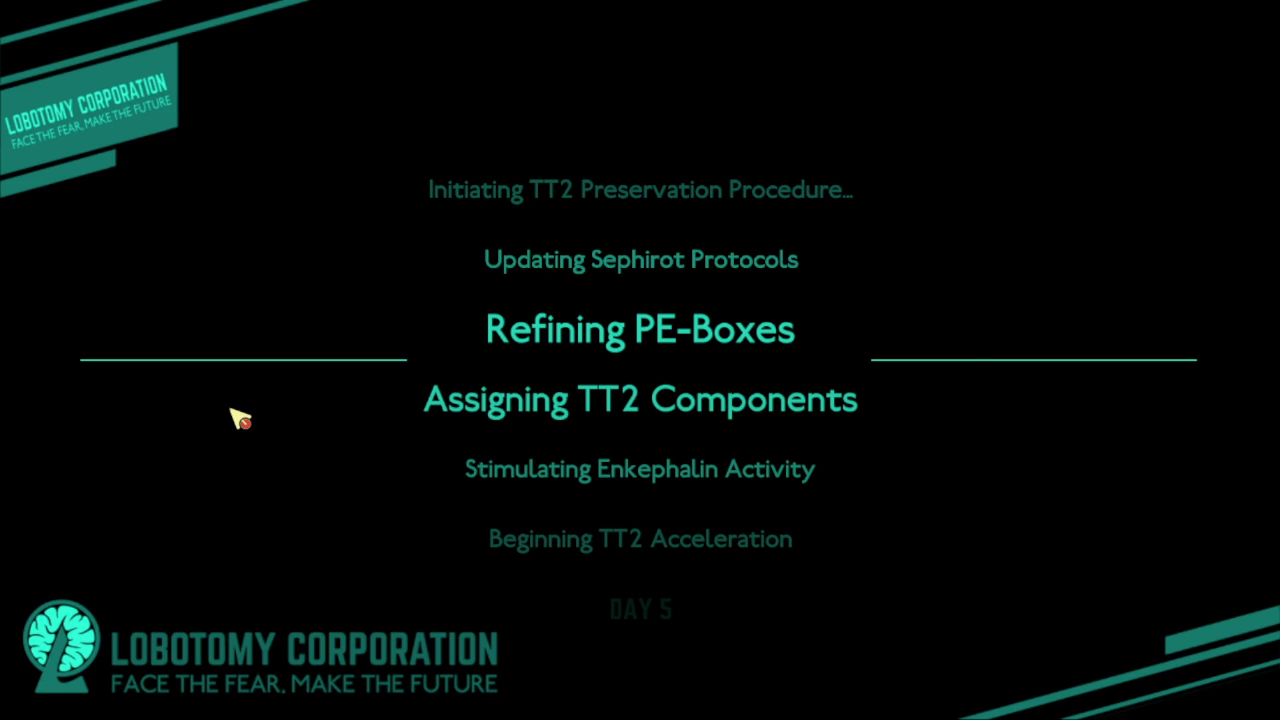 LOBOTOMY CORPORATION
FACE THE FEAR, MAKE THE FUTURE
Initiating TT2 Preservation Procedure...
Updating Sephirot Protocols
Refining PE-Boxes
Assigning TT2 Components
Stimulating Enkephalin Activity
Beginning TT2 Acceleration
DAY 5
LOBOTOMY CORPORATION
FACE THE FEAR, MAKE THE FUTURE